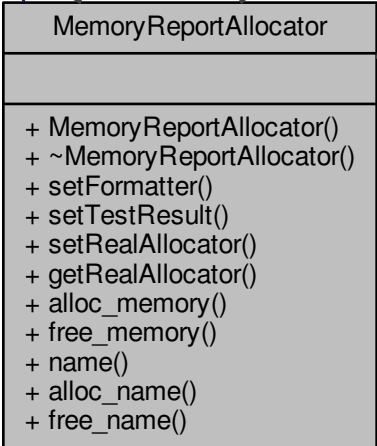 MemoryReportAllocator
+ MemoryReportAllocator()
+ ~MemoryReportAllocator()
+ setFormatter()
+ setTestResult()
+ setRealAllocator()
+ getRealAllocator()
+ alloc_memory()
+ free_memory()
+ name()
+ alloc_name()
+ free_name()